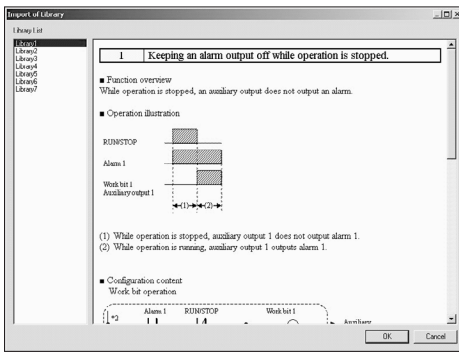 Import of Library
Library List
Library1
Library2
Library3
Library4
Library5
Library6
Library7
1 Keeping an alarm output off while operation is stopped.
■ Function overview
While operation is stopped, an auxiliary output does not output an alarm.
■ Operation illustration
RUN/STOP
Alarm 1
Work bit 1
Auxiliary output 1
(1) (2)
(1) While operation is stopped, auxiliary output 1 does not output alarm 1.
(2) While operation is running, auxiliary output 1 outputs alarm 1.
■ Configuration content
Work bit operation
Alarm 1 RUN/STOP Work bit 1
*2
Auxiliary
OK Cancel